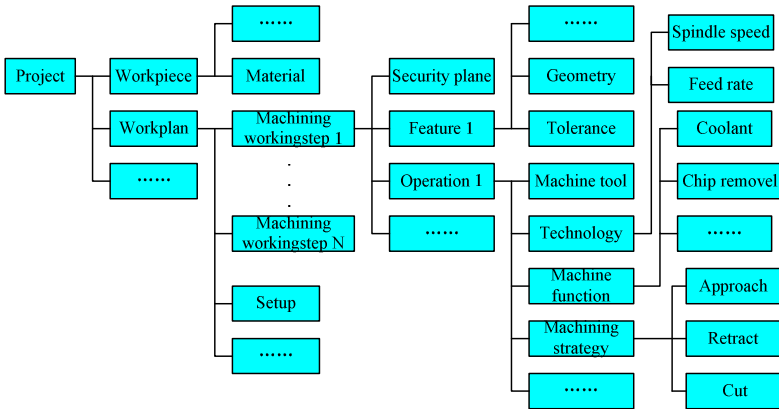 Project
Workpiece
Workplan
……
……
Material
Machining
workingstep 1
.
.
.
Machining
workingstep N
Setup
……
Security plane
Feature 1
Operation 1
……
……
Geometry
Tolerance
Machine tool
Technology
Machine
function
Machining
strategy
……
Spindle speed
Feed rate
Coolant
Chip removel
……
Approach
Retract
Cut